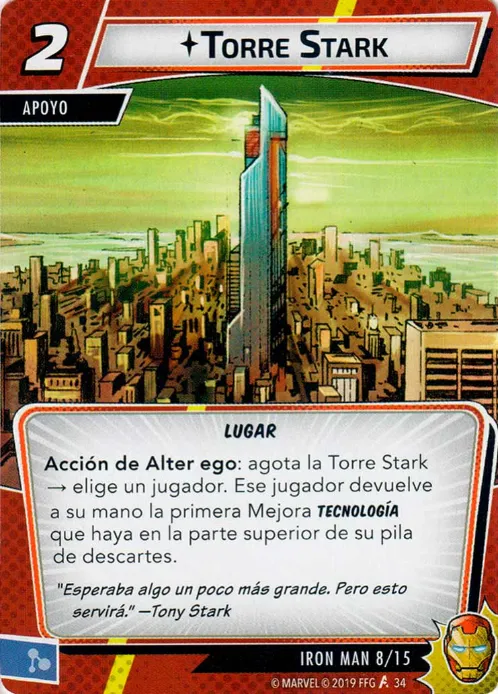 2
TORRE STARK
APOYO
LUGAR
Acción de Alter ego: agota la Torre Stark
→ elige un jugador. Ese jugador devuelve
a su mano la primera Mejora TECNOLOGÍA
que haya en la parte superior de su pila
de descartes.
"Esperaba algo un poco más grande. Pero esto
servirá." —Tony Stark
IRON MAN 8/15
© MARVEL © 2019 FFG 34